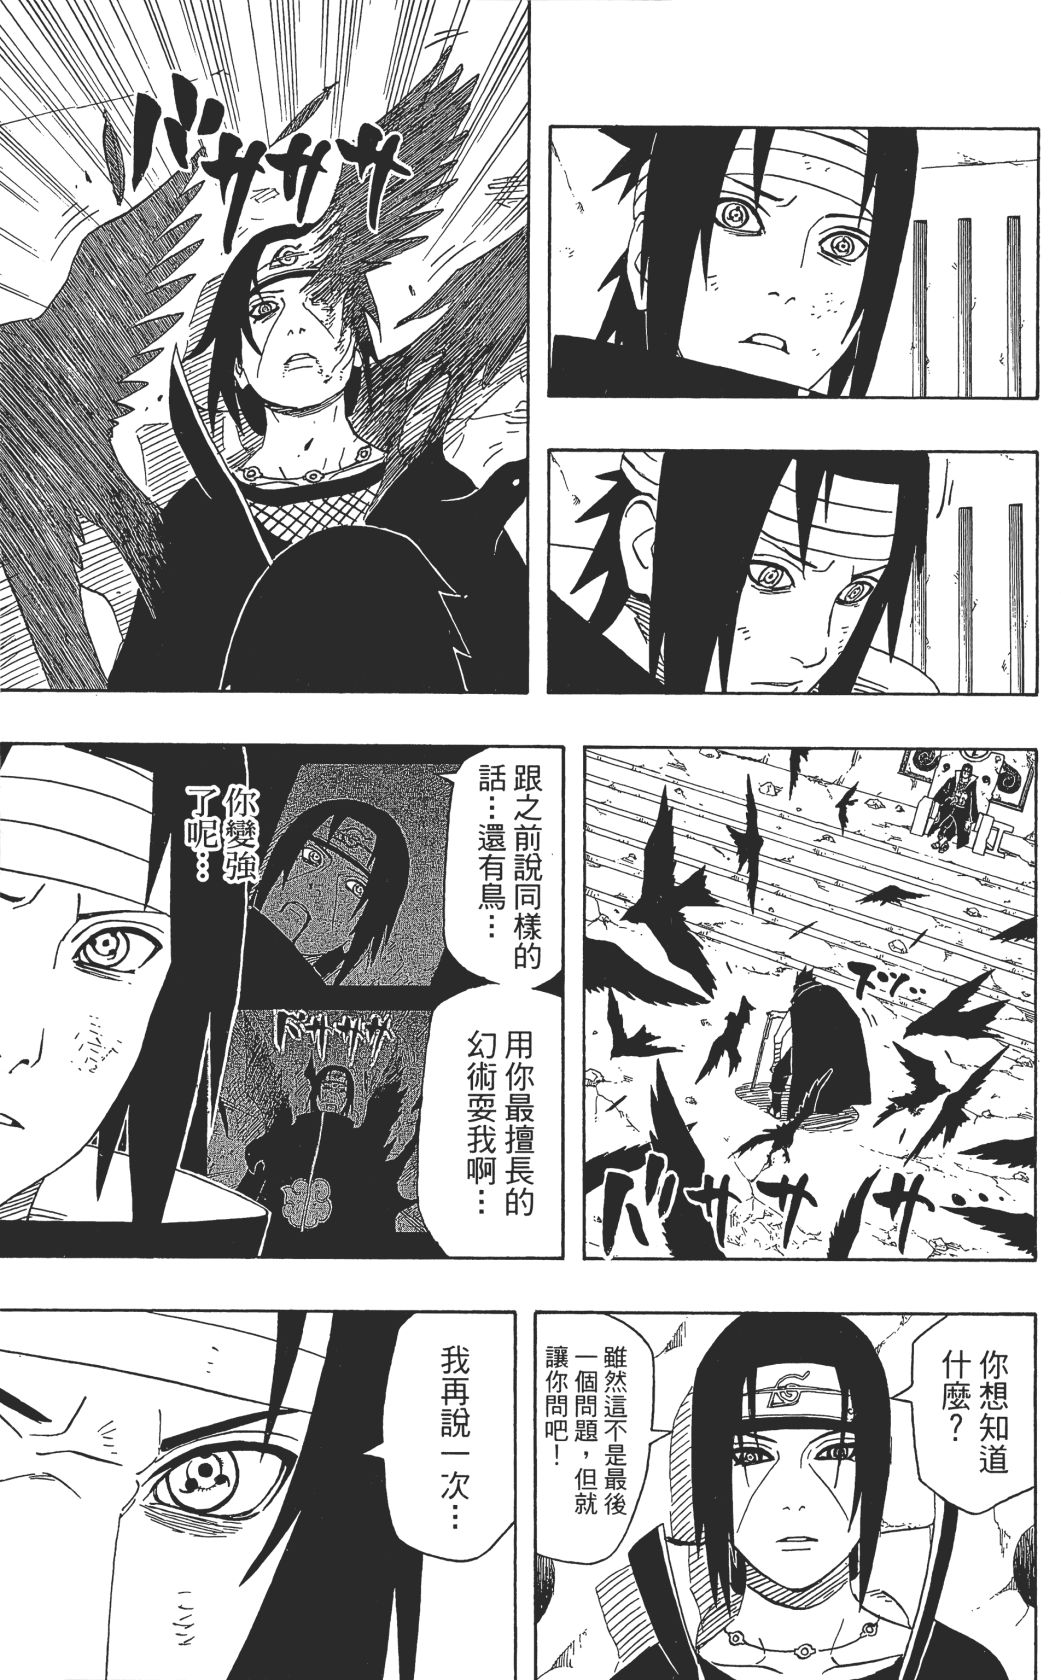 バサササ
ズッ…
バサササ
跟之前說同樣的
話…還有鳥…
你變強
了呢…
用你最擅長的
幻術耍我啊…
バサササ
你想知道
什麼？
雖然這不是最後
一個問題，但就
讓你問吧！
我再說一次…